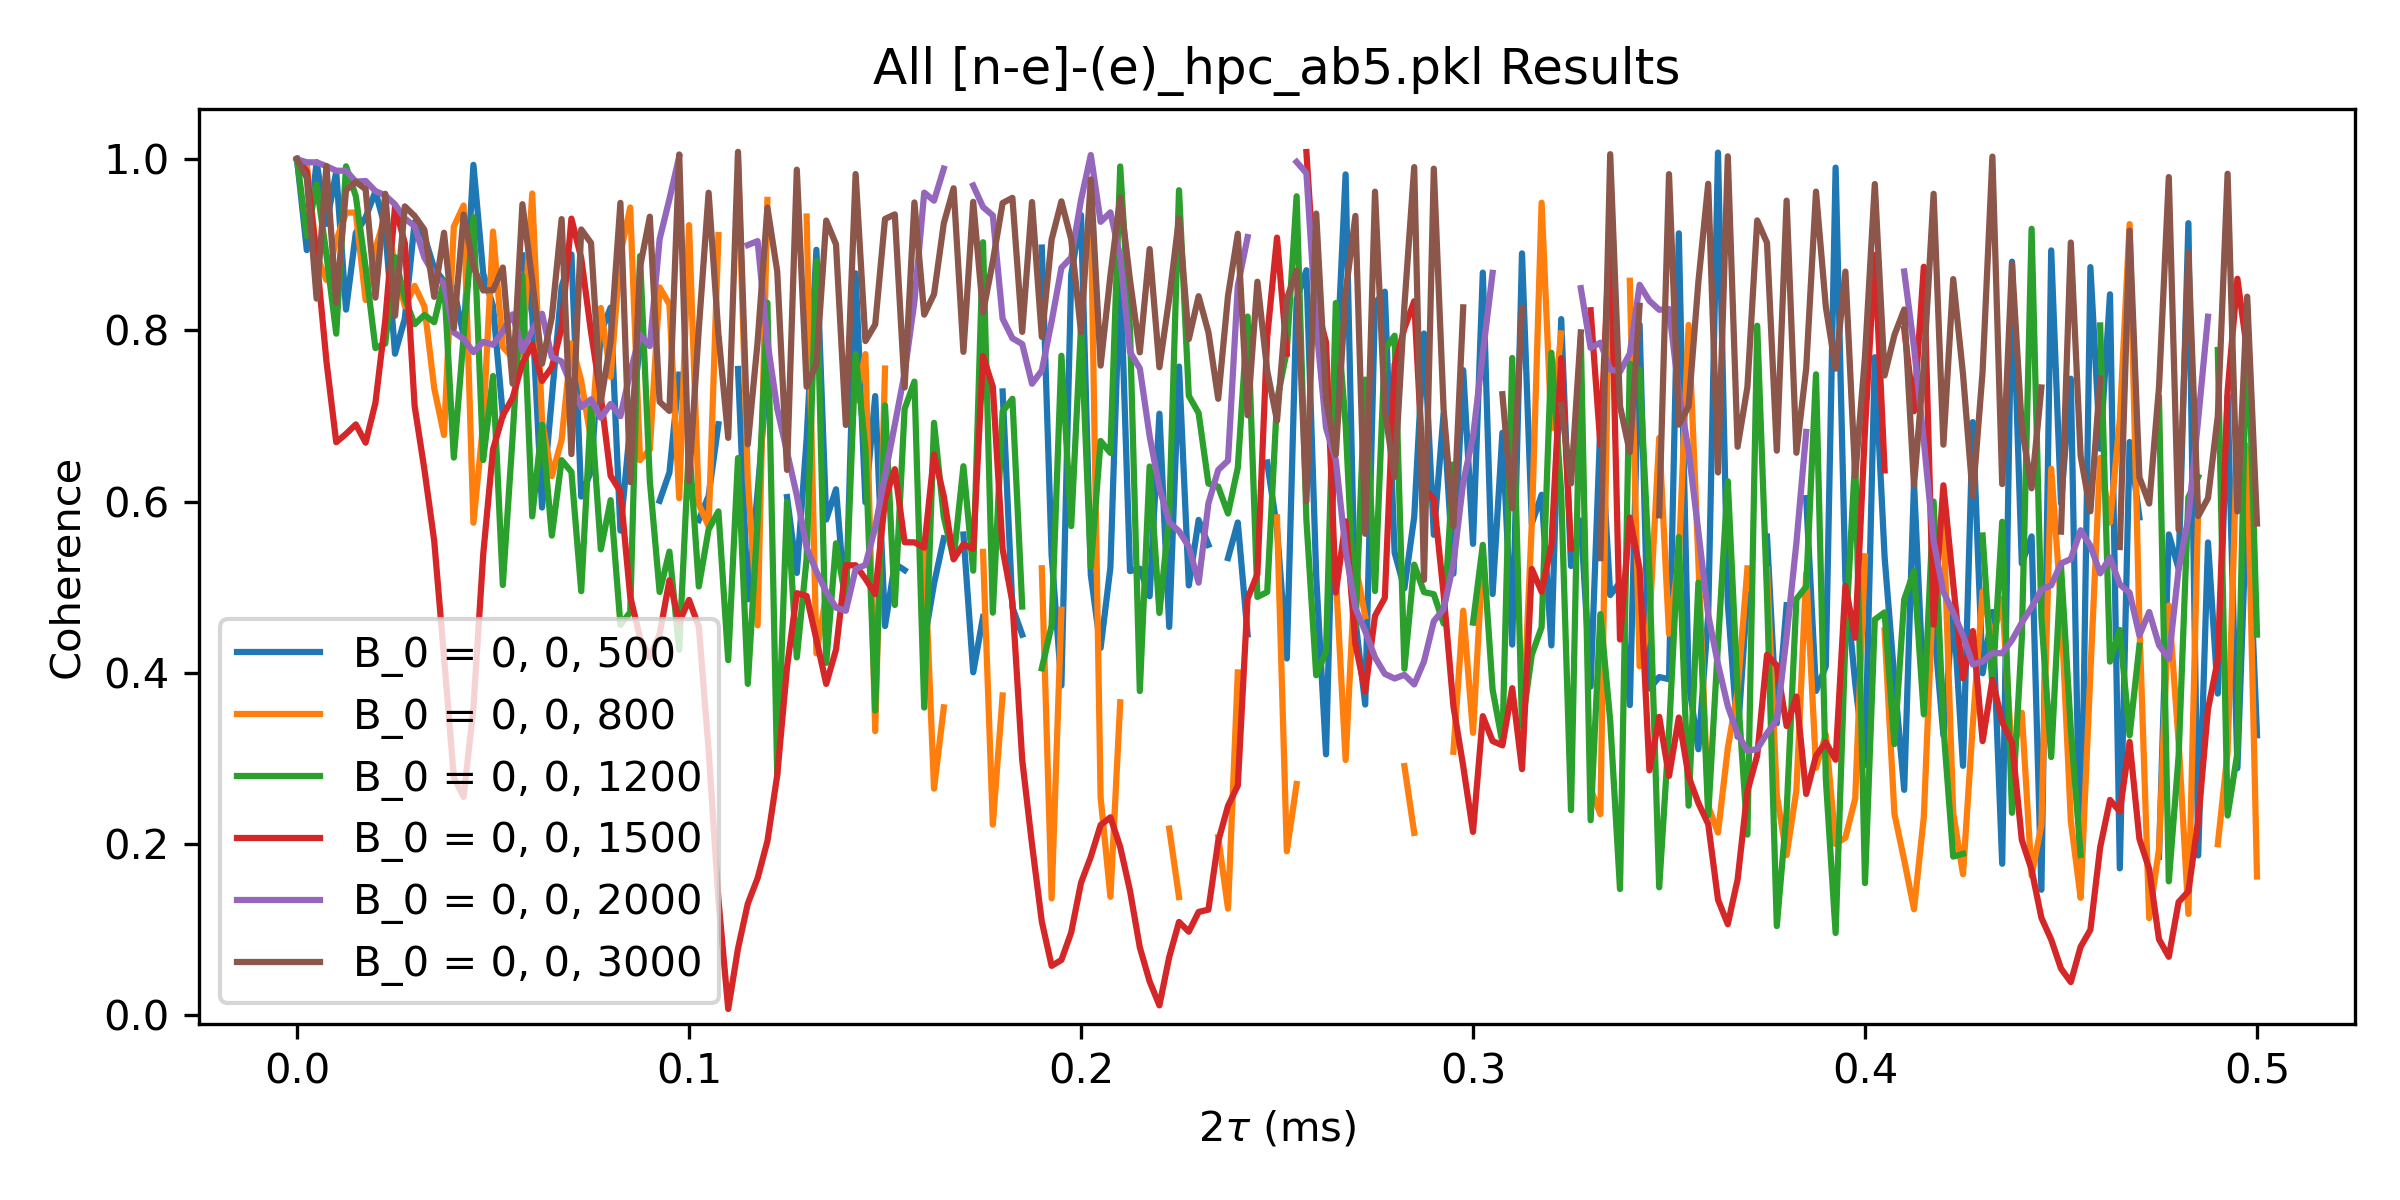 All [n-e]-(e)_hpc_ab5.pkl Results
Coherence
1.0
0.8
0.6
0.4
0.2
0.0
B_0 = 0, 0, 500
B_0 = 0, 0, 800
B_0 = 0, 0, 1200
B_0 = 0, 0, 1500
B_0 = 0, 0, 2000
B_0 = 0, 0, 3000
0.0 0.1 0.2 0.3 0.4 0.5
2τ (ms)